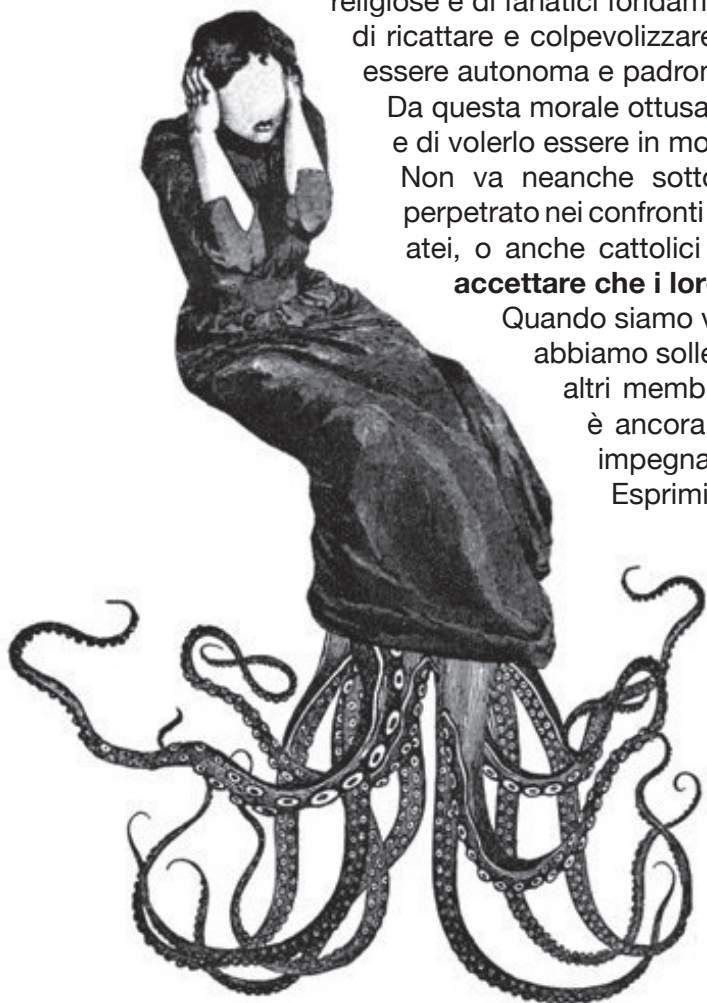 religiose e di fanatici fondam
di ricattare e colpevolizzare
essere autonoma e padron
Da questa morale ottusa
e di volerlo essere in mo
Non va neanche sotto
perpetrato nei confronti
atei, o anche cattolici
accettare che i lor
Quando siamo v
abbiamo solle
altri memb
è ancora
impegna
Esprimi